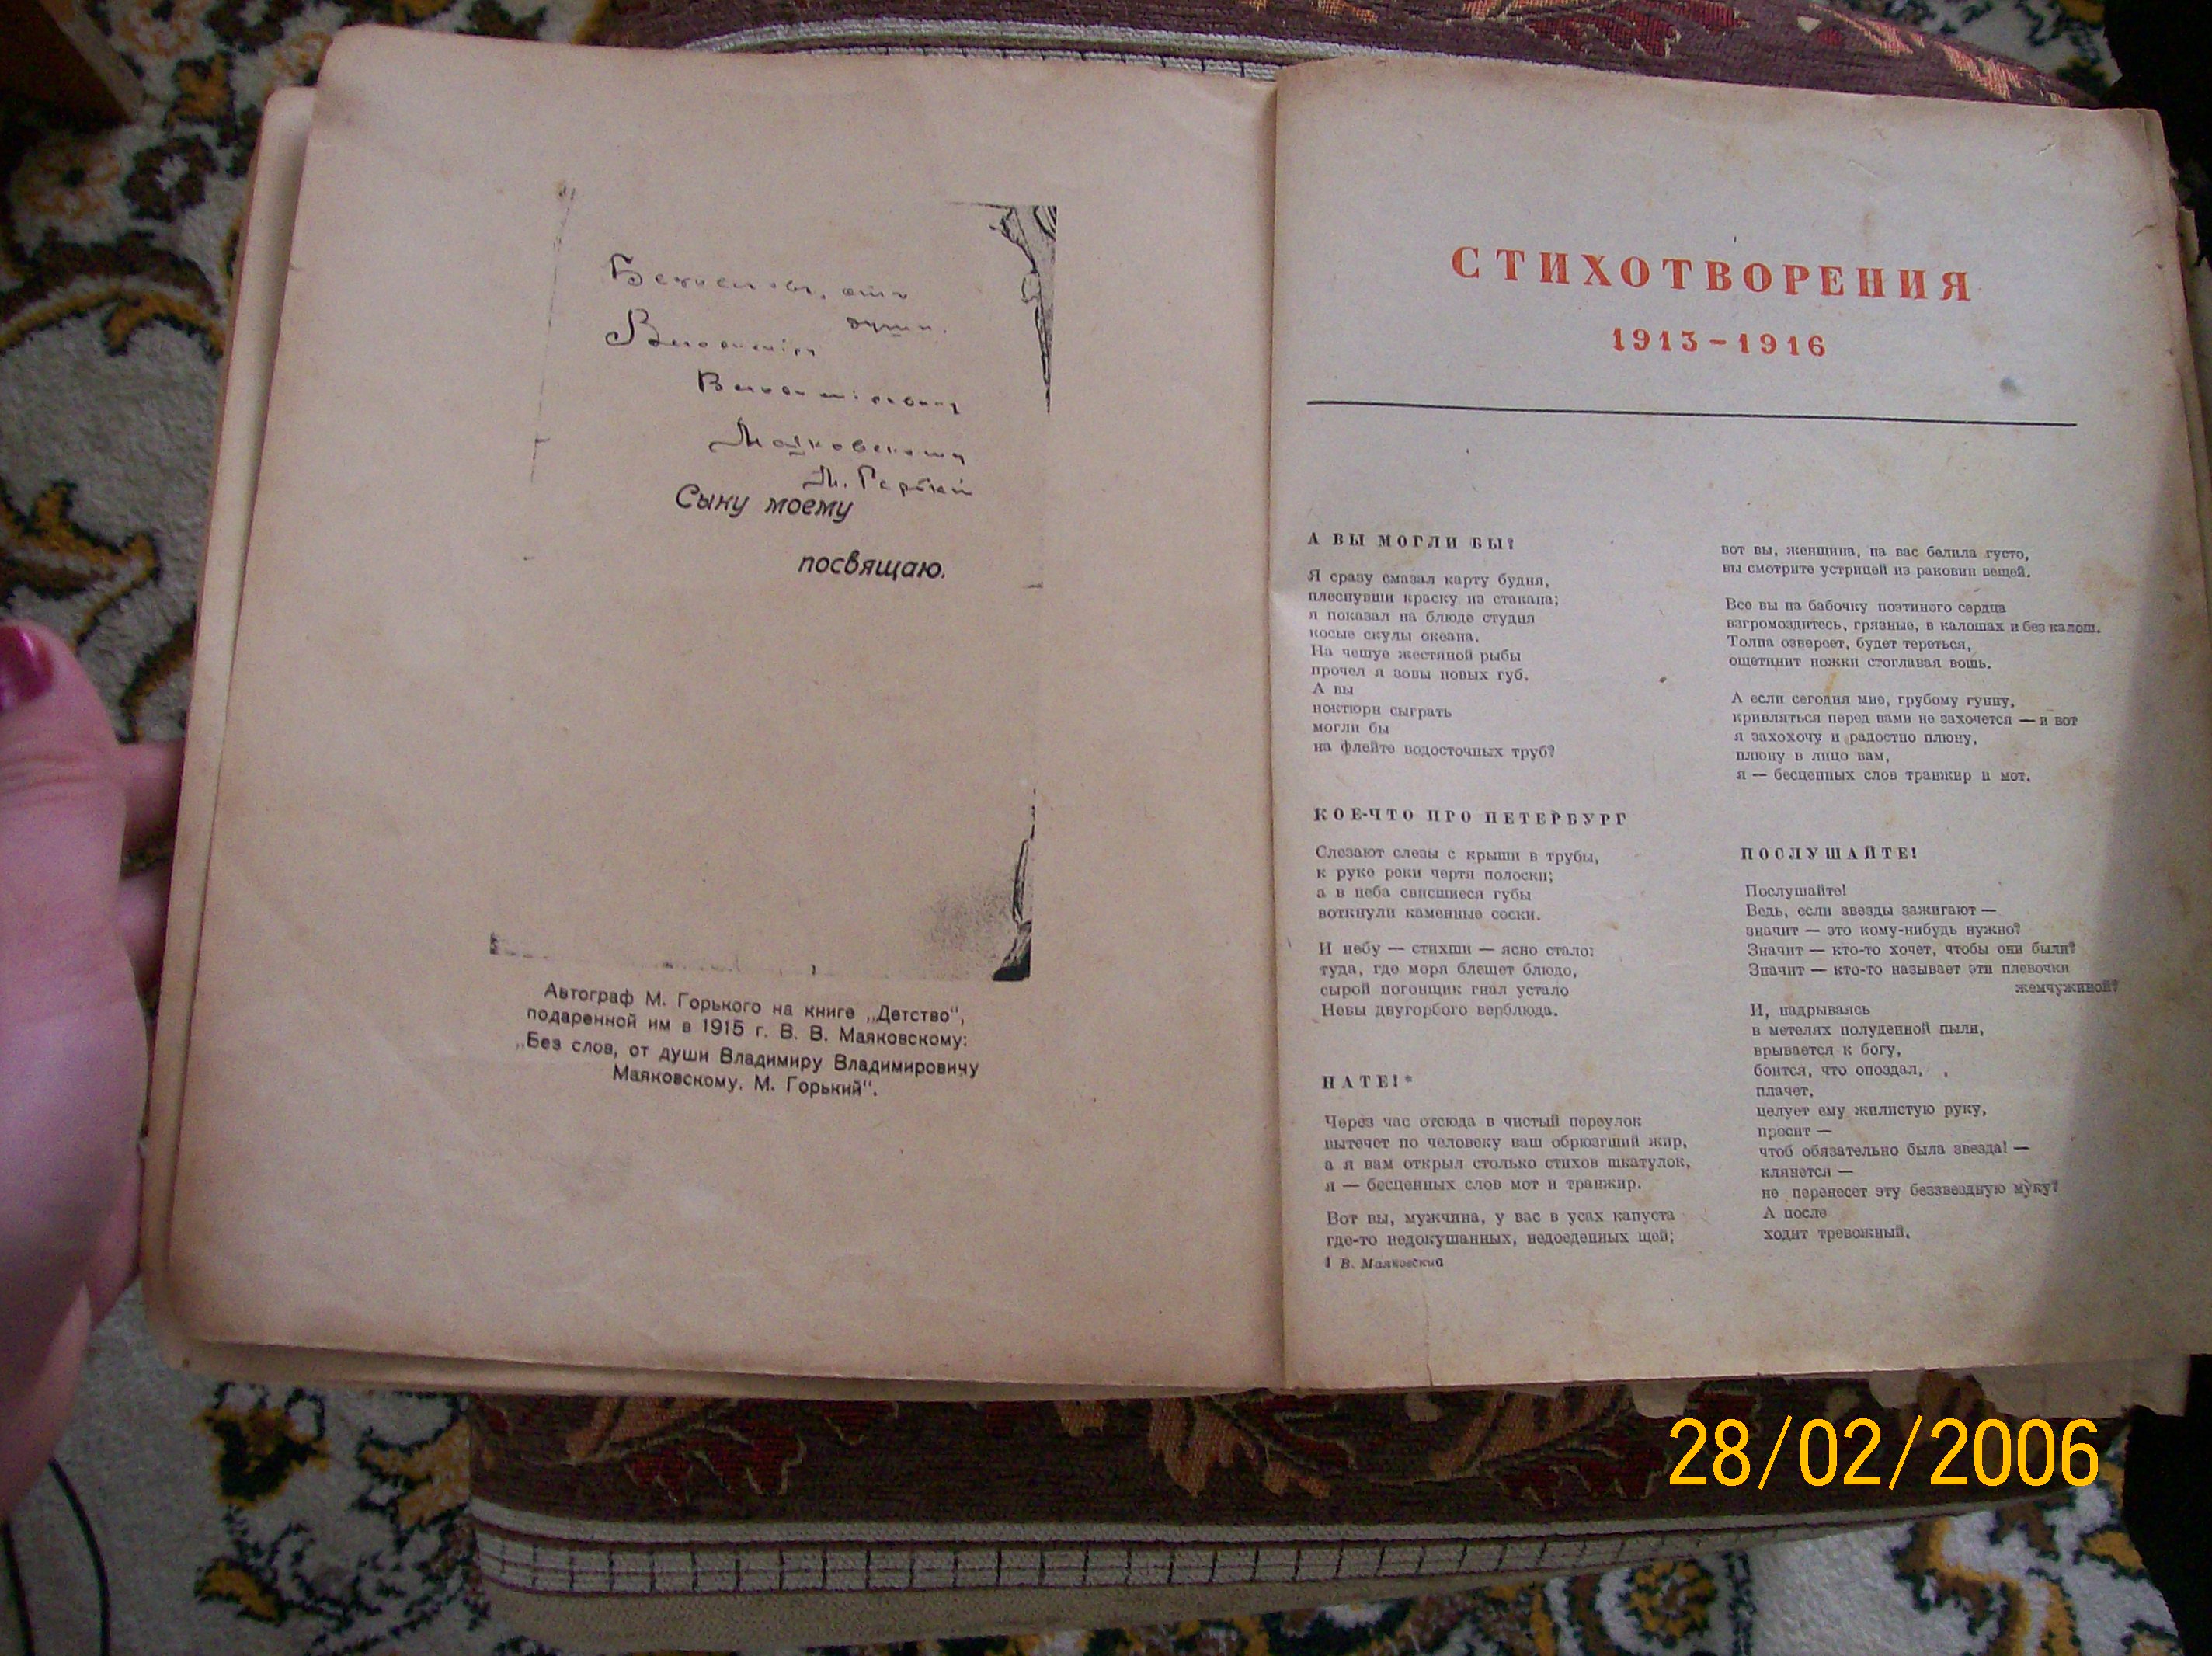 Без слов, отъ
души.
Владимiру
Владимiровичу
Маяковскому
М. Горькiй
Сыну моему
посвящаю.
Автограф М. Горького на книге „Детство“,
подаренной им в 1915 г. В. В. Маяковскому:
„Без слов, от души Владимиру Владимировичу
Маяковскому. М. Горький“.
СТИХОТВОРЕНИЯ
1913-1916
А ВЫ МОГЛИ БЫ?
Я сразу смазал карту будня,
плеснувши краску из стакана;
я показал на блюде студня
косые скулы океана.
На чешуе жестяной рыбы
прочел я зовы новых губ.
А вы
ноктюрн сыграть
могли бы
на флейте водосточных труб?
КОЕ-ЧТО ПРО ПЕТЕРБУРГ
Слезают слезы с крыши в трубы,
к руке реки чертя полоски;
а в неба свисшиеся губы
воткнули каменные соски.
И небу — стихши — ясно стало:
туда, где моря блещет блюдо,
сырой погонщик гнал устало
Невы двугорбого верблюда.
НАТЕ!*
Через час отсюда в чистый переулок
вытечет по человеку ваш обрюзгший жир,
а я вам открыл столько стихов шкатулок,
я — бесценных слов мот и транжир.
Вот вы, мужчина, у вас в усах капуста
где-то недокушанных, недоеденных щей;
1 В. Маяковский
вот вы, женщина, на вас белила густо,
вы смотрите устрицей из раковин вещей.
Все вы на бабочку поэтиного сердца
взгромоздитесь, грязные, в калошах и без калош.
Толпа озвереет, будет тереться,
ощетинит ножки стоглавая вошь.
А если сегодня мне, грубому гунну,
кривляться перед вами не захочется — и вот
я захохочу и радостно плюну,
плюну в лицо вам,
я — бесценных слов транжир и мот.
ПОСЛУШАЙТЕ!
Послушайте!
Ведь, если звезды зажигают —
значит — это кому-нибудь нужно?
Значит — кто-то хочет, чтобы они были?
Значит — кто-то называет эти плевочки
жемчужиной?
И, надрываясь
в метелях полуденной пыли,
врывается к богу,
боится, что опоздал,
плачет,
целует ему жилистую руку,
просит —
чтоб обязательно была звезда! —
клянется —
не перенесет эту беззвездную му́ку?
А после
ходит тревожный,
28/02/2006